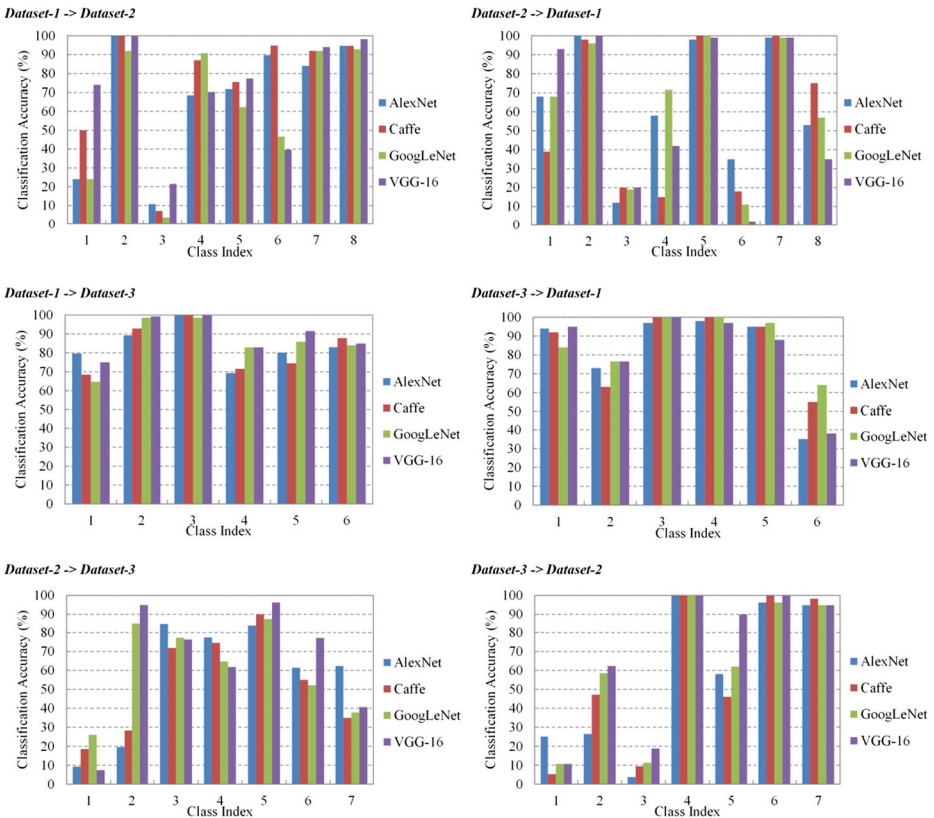 Dataset-1 -> Dataset-2
Classification Accuracy (%)
100
90
80
70
60
50
40
30
20
10
0
1 2 3 4 5 6 7 8
Class Index
AlexNet
Caffe
GoogLeNet
VGG-16
Dataset-2 -> Dataset-1
Classification Accuracy (%)
100
90
80
70
60
50
40
30
20
10
0
1 2 3 4 5 6 7 8
Class Index
AlexNet
Caffe
GoogLeNet
VGG-16
Dataset-1 -> Dataset-3
Classification Accuracy (%)
100
90
80
70
60
50
40
30
20
10
0
1 2 3 4 5 6
Class Index
AlexNet
Caffe
GoogLeNet
VGG-16
Dataset-3 -> Dataset-1
Classification Accuracy (%)
100
90
80
70
60
50
40
30
20
10
0
1 2 3 4 5 6
Class Index
AlexNet
Caffe
GoogLeNet
VGG-16
Dataset-2 -> Dataset-3
Classification Accuracy (%)
100
90
80
70
60
50
40
30
20
10
0
1 2 3 4 5 6 7
Class Index
AlexNet
Caffe
GoogLeNet
VGG-16
Dataset-3 -> Dataset-2
Classification Accuracy (%)
100
90
80
70
60
50
40
30
20
10
0
1 2 3 4 5 6 7
Class Index
AlexNet
Caffe
GoogLeNet
VGG-16